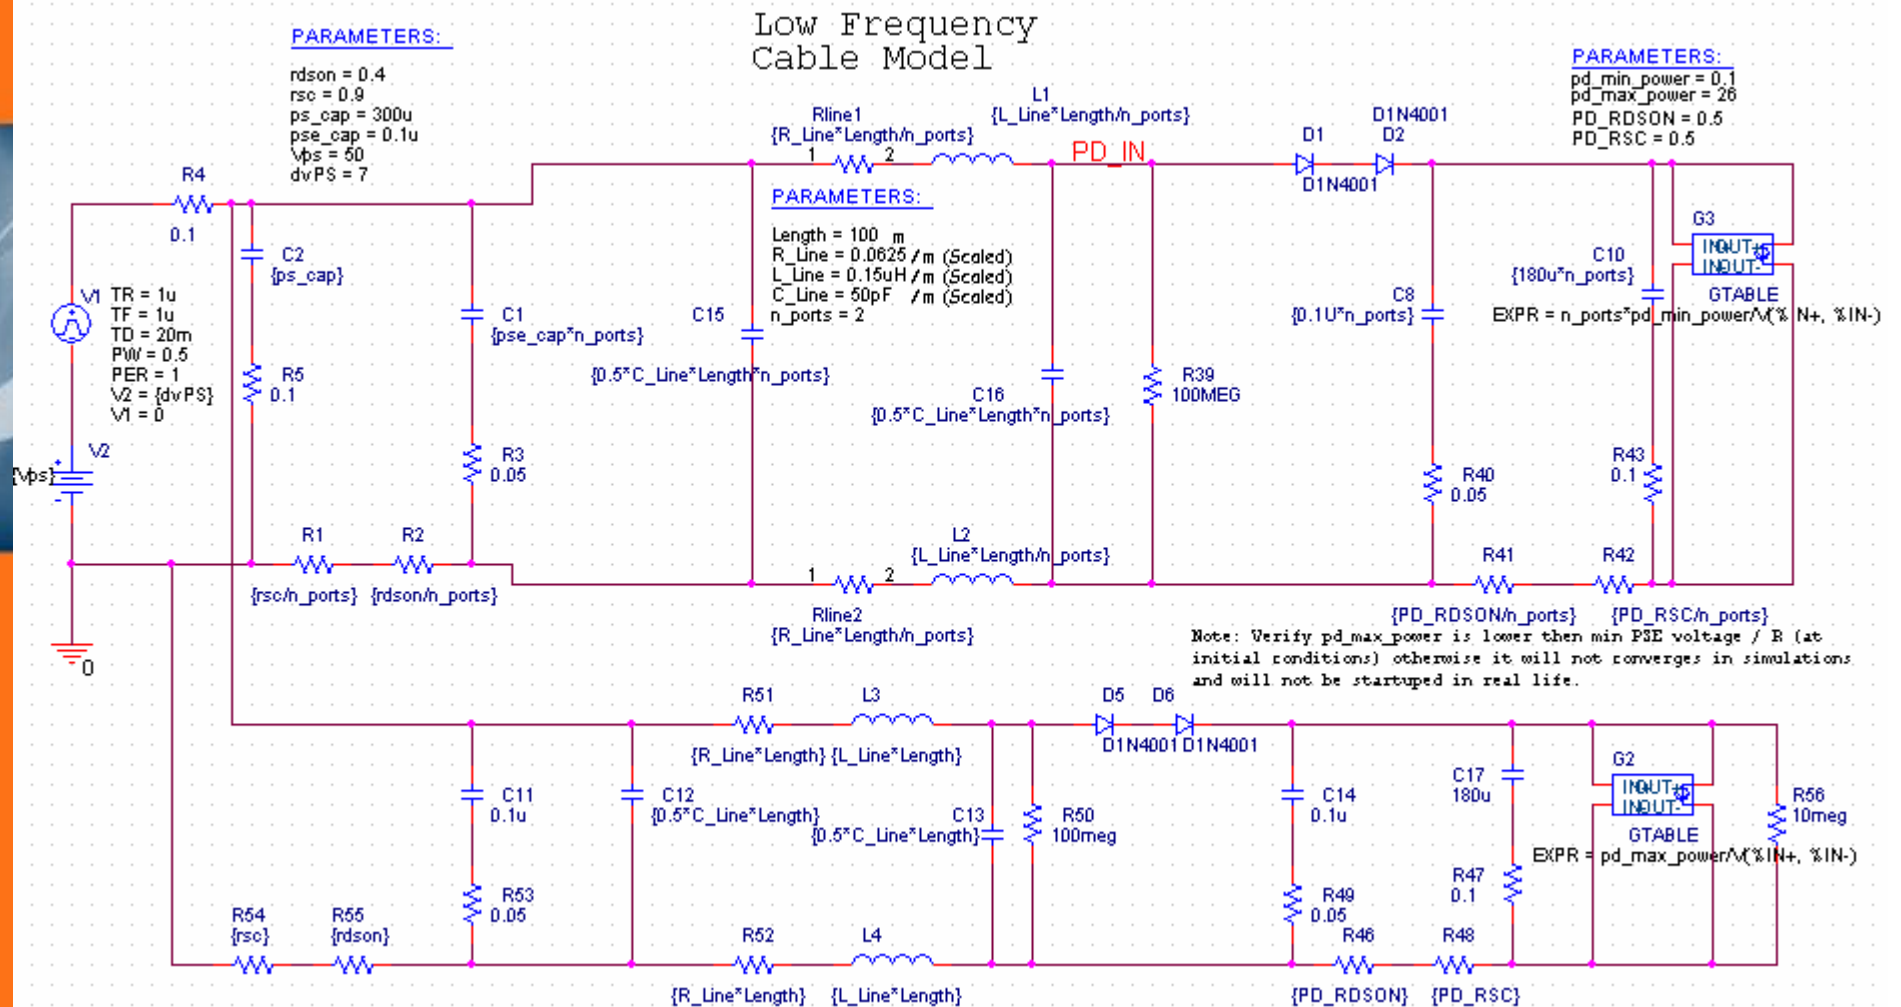 Low Frequency
Cable Model
PARAMETERS:
rdson = 0.4
rsc = 0.9
ps_cap = 300u
pse_cap = 0.1u
Vps = 50
dvPS = 7
PARAMETERS:
pd_min_power = 0.1
pd_max_power = 26
PD_RDSON = 0.5
PD_RSC = 0.5
R4
0.1
C2
{ps_cap}
C1
{pse_cap*n_ports}
R5
0.1
R3
0.05
V1
TR = 1u
TF = 1u
TD = 20m
PW = 0.5
PER = 1
V2 = {dvPS}
V1 = 0
V2
{Vps}
+
-
0
R1
{rsc/n_ports}
R2
{rdson/n_ports}
C15
{0.5*C_Line*Length*n_ports}
Rline1
{R_Line*Length/n_ports}
1
2
L1
{L_Line*Length/n_ports}
PD_IN
PARAMETERS:
Length = 100 m
R_Line = 0.0625 /m (Scaled)
L_Line = 0.15uH /m (Scaled)
C_Line = 50pF /m (Scaled)
n_ports = 2
C16
{0.5*C_Line*Length*n_ports}
R39
100MEG
L2
{L_Line*Length/n_ports}
1
2
Rline2
{R_Line*Length/n_ports}
D1
D1N4001
D1N4001
D2
C8
{0.1U*n_ports}
R40
0.05
C10
{180u*n_ports}
R43
0.1
G3
IN+
OUT+
IN-
OUT-
GTABLE
EXPR = n_ports*pd_min_power/V(%IN+, %IN-)
R41
{PD_RDSON/n_ports}
R42
{PD_RSC/n_ports}
Note: Verify pd_max_power is lower then min PSE voltage / R (at
initial conditions) otherwise it will not converges in simulations
and will not be startuped in real life.
R51
{R_Line*Length}
L3
{L_Line*Length}
D5
D1N4001
D6
D1N4001
C11
0.1u
R53
0.05
C12
{0.5*C_Line*Length}
C13
{0.5*C_Line*Length}
R50
100meg
C14
0.1u
R49
0.05
C17
180u
R47
0.1
G2
IN+
OUT+
IN-
OUT-
GTABLE
EXPR = pd_max_power/V(%IN+, %IN-)
R56
10meg
R54
{rsc}
R55
{rdson}
R52
{R_Line*Length}
L4
{L_Line*Length}
R46
{PD_RDSON}
R48
{PD_RSC}